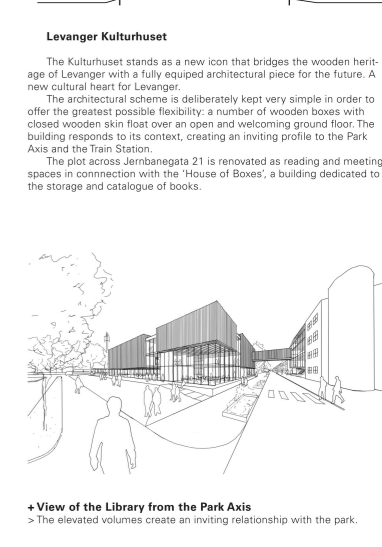 Levanger Kulturhuset
The Kulturhuset stands as a new icon that bridges the wooden herit-
age of Levanger with a fully equiped architectural piece for the future. A
new cultural heart for Levanger.
The architectural scheme is deliberately kept very simple in order to
offer the greatest possible flexibility: a number of wooden boxes with
closed wooden skin float over an open and welcoming ground floor. The
building responds to its context, creating an inviting profile to the Park
Axis and the Train Station.
The plot across Jernbanegata 21 is renovated as reading and meeting
spaces in connnection with the 'House of Boxes', a building dedicated to
the storage and catalogue of books.
+ View of the Library from the Park Axis
> The elevated volumes create an inviting relationship with the park.